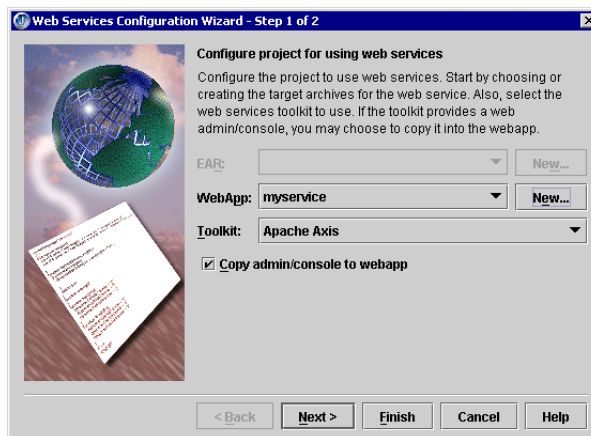 Web Services Configuration Wizard - Step 1 of 2
Configure project for using web services
Configure the project to use web services. Start by choosing or
creating the target archives for the web service. Also, select the
web services toolkit to use. If the toolkit provides a web
admin/console, you may choose to copy it into the webapp.
EAR: New...
WebApp: myservice New...
Toolkit: Apache Axis
Copy admin/console to webapp
< Back Next > Finish Cancel Help